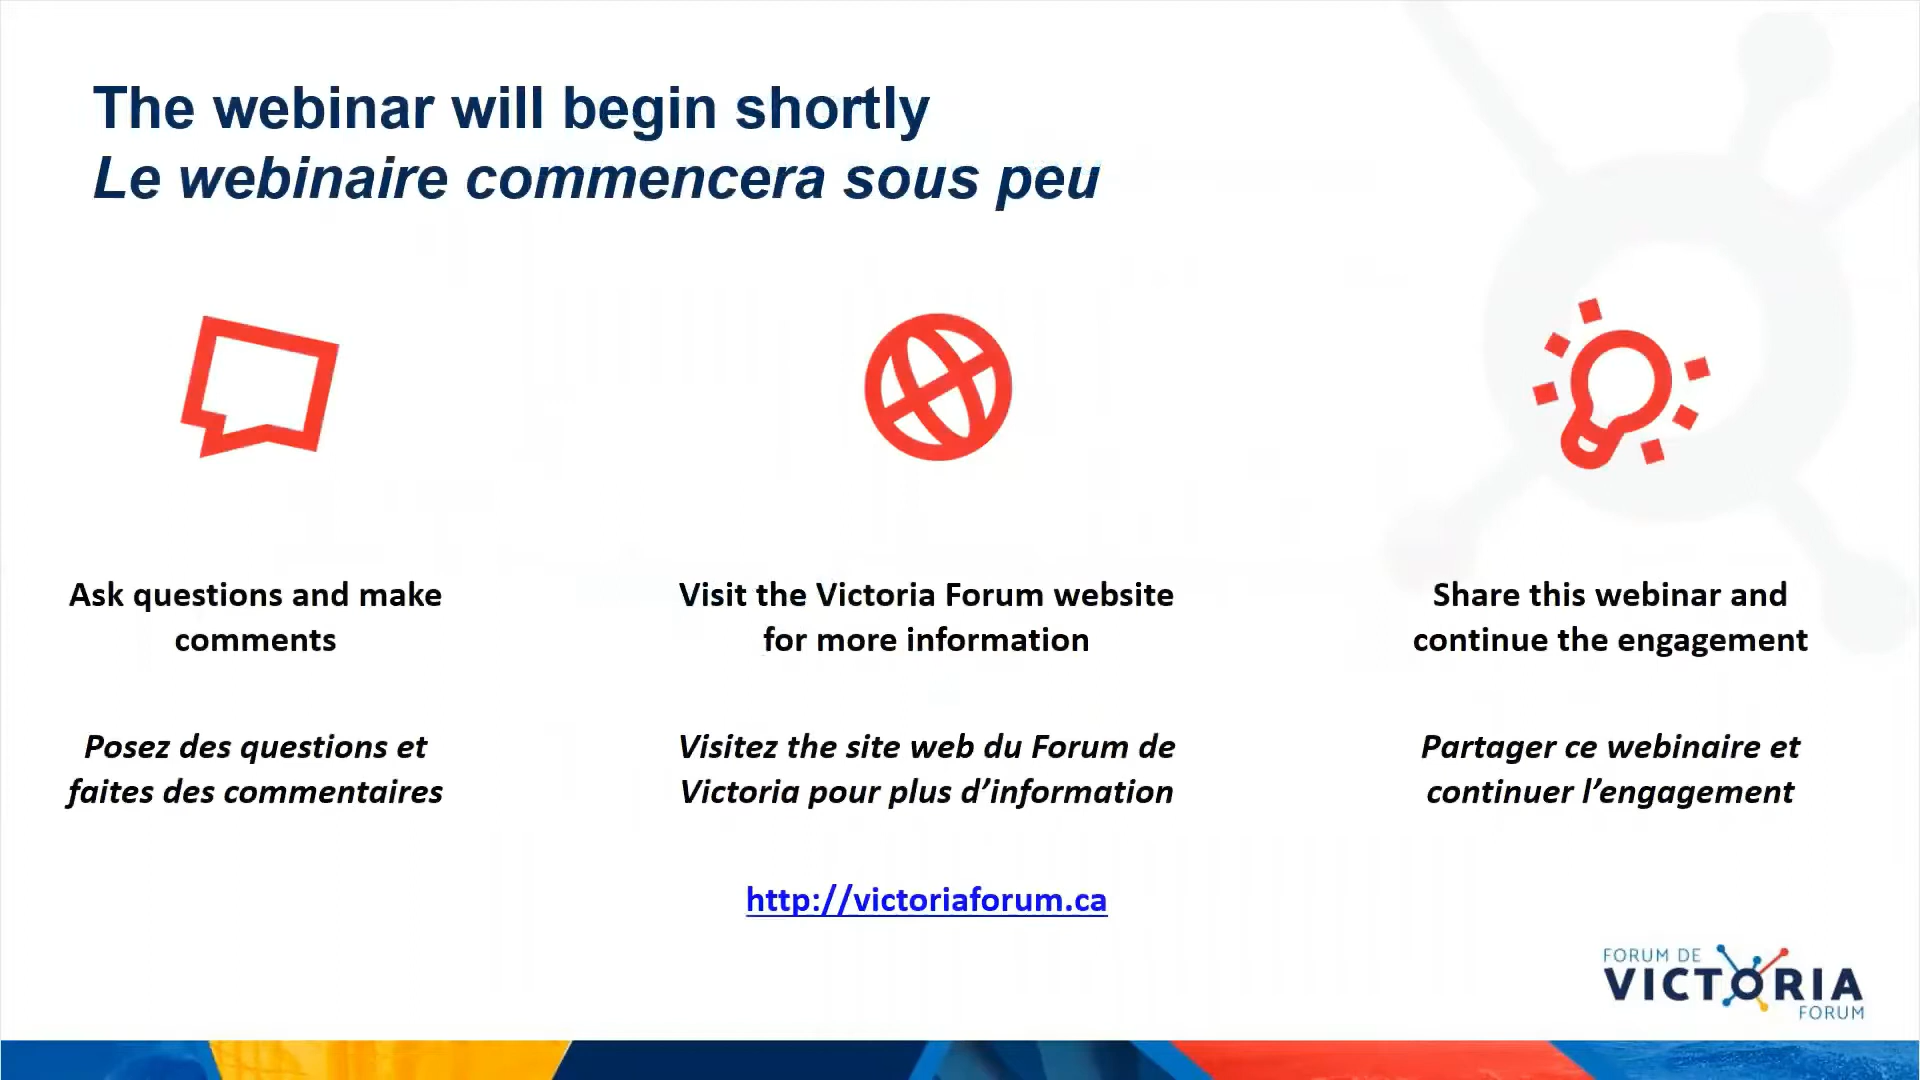 The webinar will begin shortly
Le webinaire commencera sous peu
Ask questions and make
comments
Posez des questions et
faites des commentaires
Visit the Victoria Forum website
for more information
Visitez the site web du Forum de
Victoria pour plus d’information
http://victoriaforum.ca
Share this webinar and
continue the engagement
Partager ce webinaire et
continuer l’engagement
FORUM DE
VICTORIA
FORUM